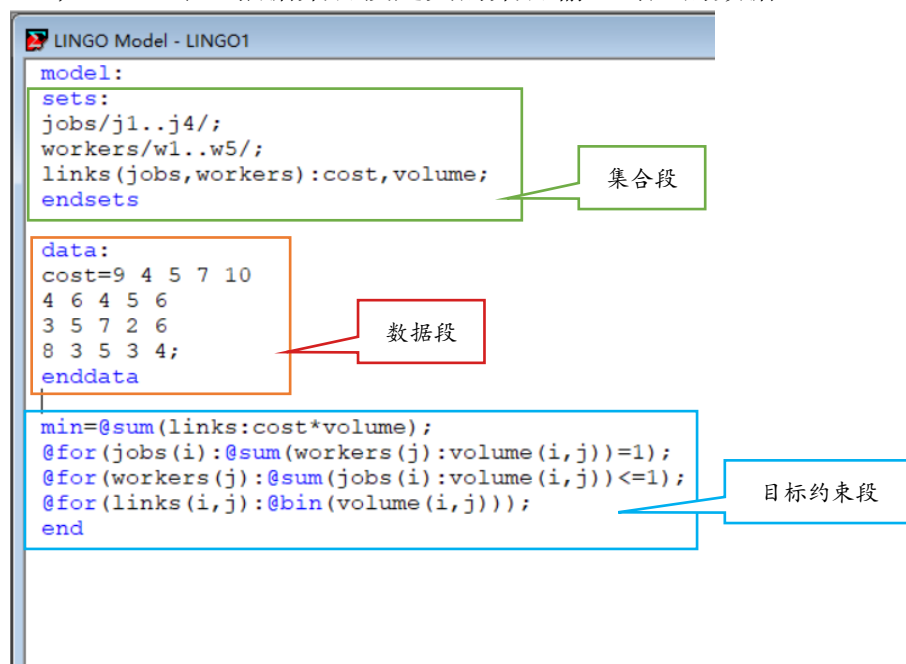 LINGO Model - LINGO1
model:
sets:
jobs/j1..j4/;
workers/w1..w5/;
links(jobs,workers):cost,volume;
endsets
集合段
data:
cost=9 4 5 7 10
4 6 4 5 6
3 5 7 2 6
8 3 5 3 4;
enddata
数据段
min=@sum(links:cost*volume);
@for(jobs(i):@sum(workers(j):volume(i,j))=1);
@for(workers(j):@sum(jobs(i):volume(i,j))<=1);
@for(links(i,j):@bin(volume(i,j)));
end
目标约束段